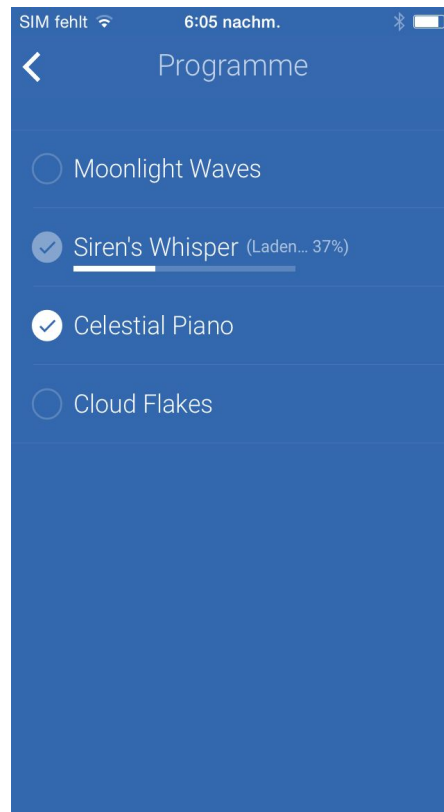 SIM fehlt 6:05 nachm.
Programme
Moonlight Waves
Siren's Whisper (Laden... 37%)
Celestial Piano
Cloud Flakes